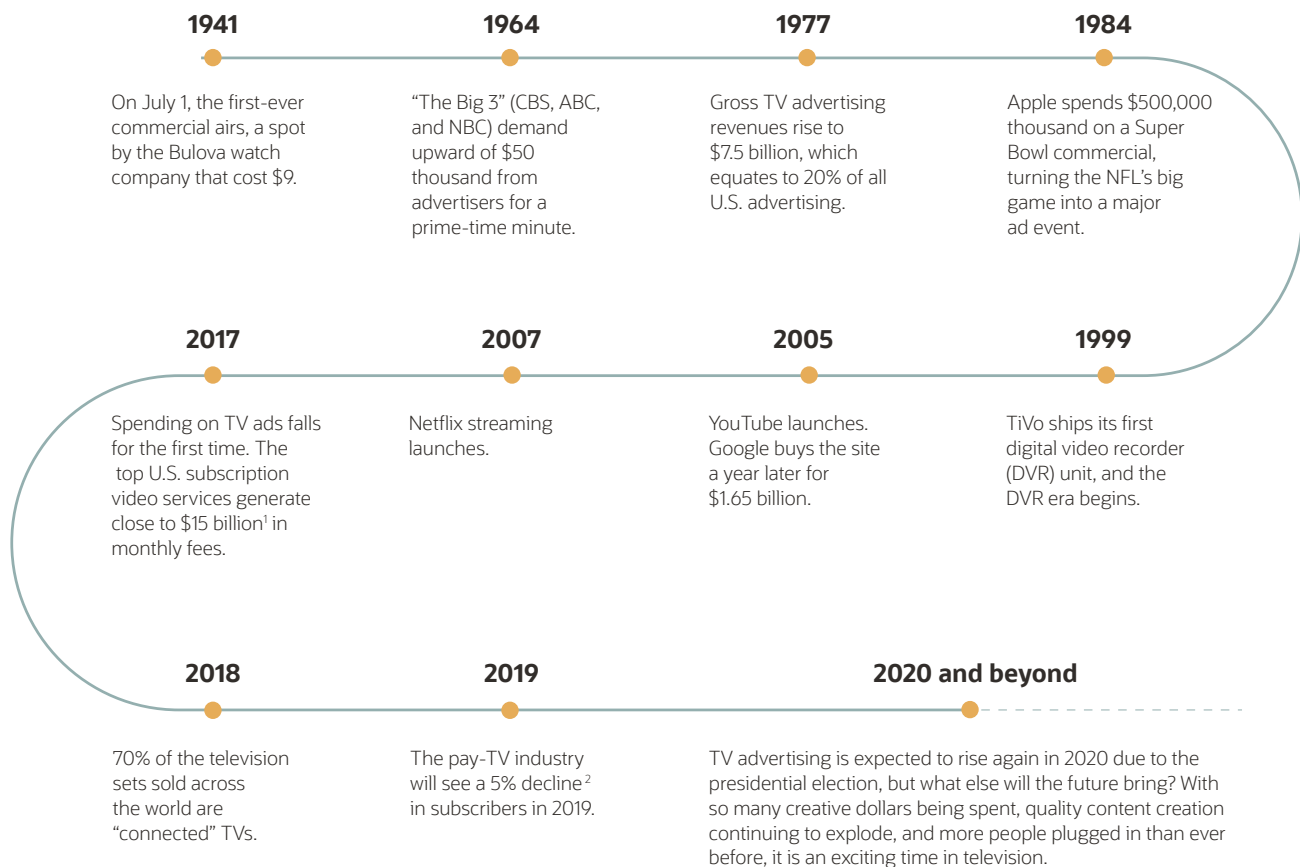 1941
On July 1, the first-ever
commercial airs, a spot
by the Bulova watch
company that cost $9.
1964
“The Big 3” (CBS, ABC,
and NBC) demand
upward of $50
thousand from
advertisers for a
prime-time minute.
1977
Gross TV advertising
revenues rise to
$7.5 billion, which
equates to 20% of all
U.S. advertising.
1984
Apple spends $500,000
thousand on a Super
Bowl commercial,
turning the NFL’s big
game into a major
ad event.
1999
TiVo ships its first
digital video recorder
(DVR) unit, and the
DVR era begins.
2005
YouTube launches.
Google buys the site
a year later for
$1.65 billion.
2007
Netflix streaming
launches.
2017
Spending on TV ads falls
for the first time. The
top U.S. subscription
video services generate
close to $15 billion¹ in
monthly fees.
2018
70% of the television
sets sold across
the world are
“connected” TVs.
2019
The pay-TV industry
will see a 5% decline²
in subscribers in 2019.
2020 and beyond
TV advertising is expected to rise again in 2020 due to the
presidential election, but what else will the future bring? With
so many creative dollars being spent, quality content creation
continuing to explode, and more people plugged in than ever
before, it is an exciting time in television.